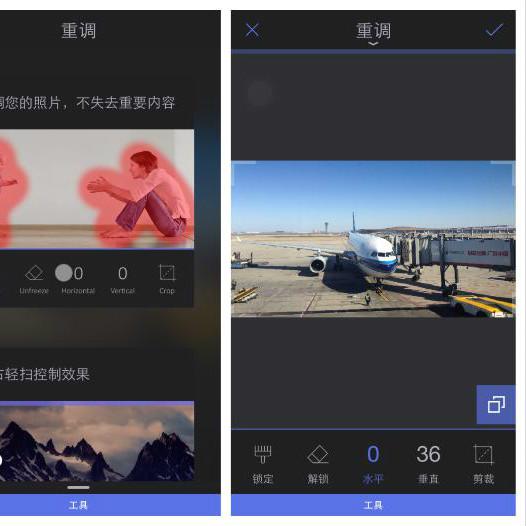 重调
调您的照片，不失去重要内容
Unfreeze
0
Horizontal
0
Vertical
Crop
右轻扫控制效果
工具
重调
锁定
解锁
0
水平
36
垂直
剪裁
工具